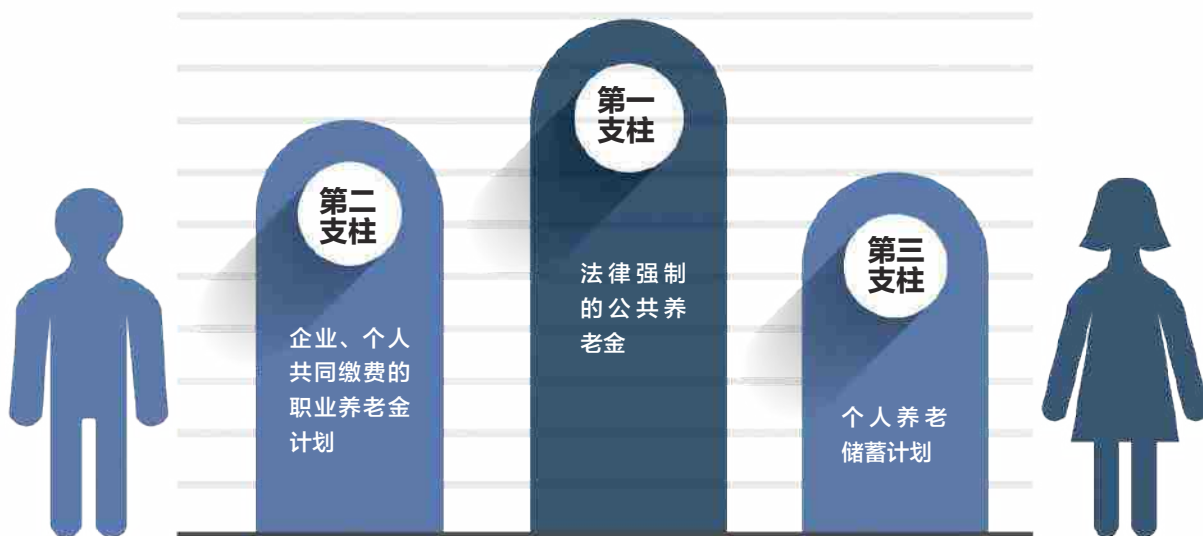 第二
支柱
企业、个人
共同缴费的
职业养老金
计划
第一
支柱
法律强制
的公共养
老金
第三
支柱
个人养老
储蓄计划